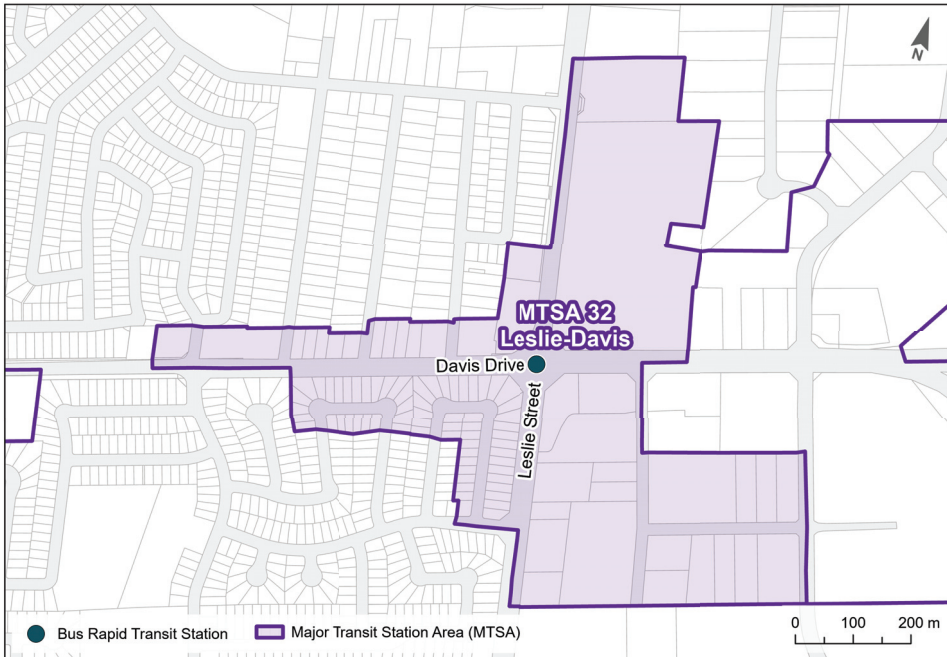 N
MTSA 32
Leslie-Davis
Davis Drive
Leslie Street
Bus Rapid Transit Station
Major Transit Station Area (MTSA)
0 100 200 m